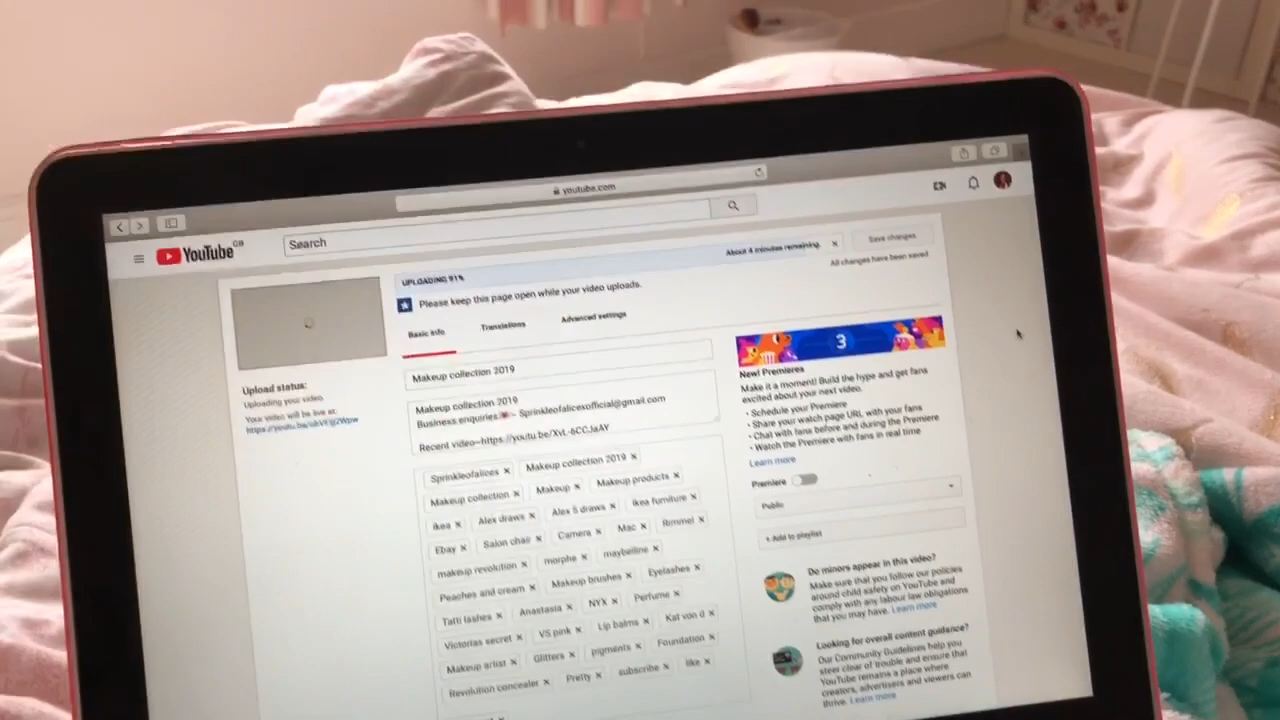 youtube.com
YouTube GB
Search
UPLOADING 91%
About 4 minutes remaining.
Save changes
All changes have been saved
Please keep this page open while your video uploads.
Basic info
Translations
Advanced settings
Upload status:
Uploading your video.
Your video will be live at:
Makeup collection 2019
Makeup collection 2019
Business enquiries💌~ Sprinkleofalicexofficial@gmail.com
Recent video~https://youtu.be/XvL-6CCJaAY
Sprinkleofalices × Makeup collection 2019 ×
Makeup collection × Makeup × Makeup products ×
ikea × Alex draws × Alex 5 draws × ikea furniture ×
Ebay × Salon chair × Camera × Mac × Rimmel ×
makeup revolution × morphe × maybelline ×
Peaches and cream × Makeup brushes × Eyelashes ×
Tatti lashes × Anastasia × NYX × Perfume ×
Victorias secret × VS pink × Lip balms × Kat von d ×
Makeup artist × Glitters × pigments × Foundation ×
Revolution concealer × Pretty × subscribe × like ×
3
New! Premieres
Make it a moment! Build the hype and get fans
excited about your next video.
• Schedule your Premiere
• Share your watch page URL with your fans
• Chat with fans before and during the Premiere
• Watch the Premiere with fans in real time
Learn more
Premiere
Public
+ Add to playlist
Do minors appear in this video?
Make sure that you follow our policies
around child safety on YouTube and
comply with any labour law obligations
that you may have. Learn more
Looking for overall content guidance?
Our Community Guidelines help you
steer clear of trouble and ensure that
YouTube remains a place where
creators, advertisers and viewers can
thrive. Learn more